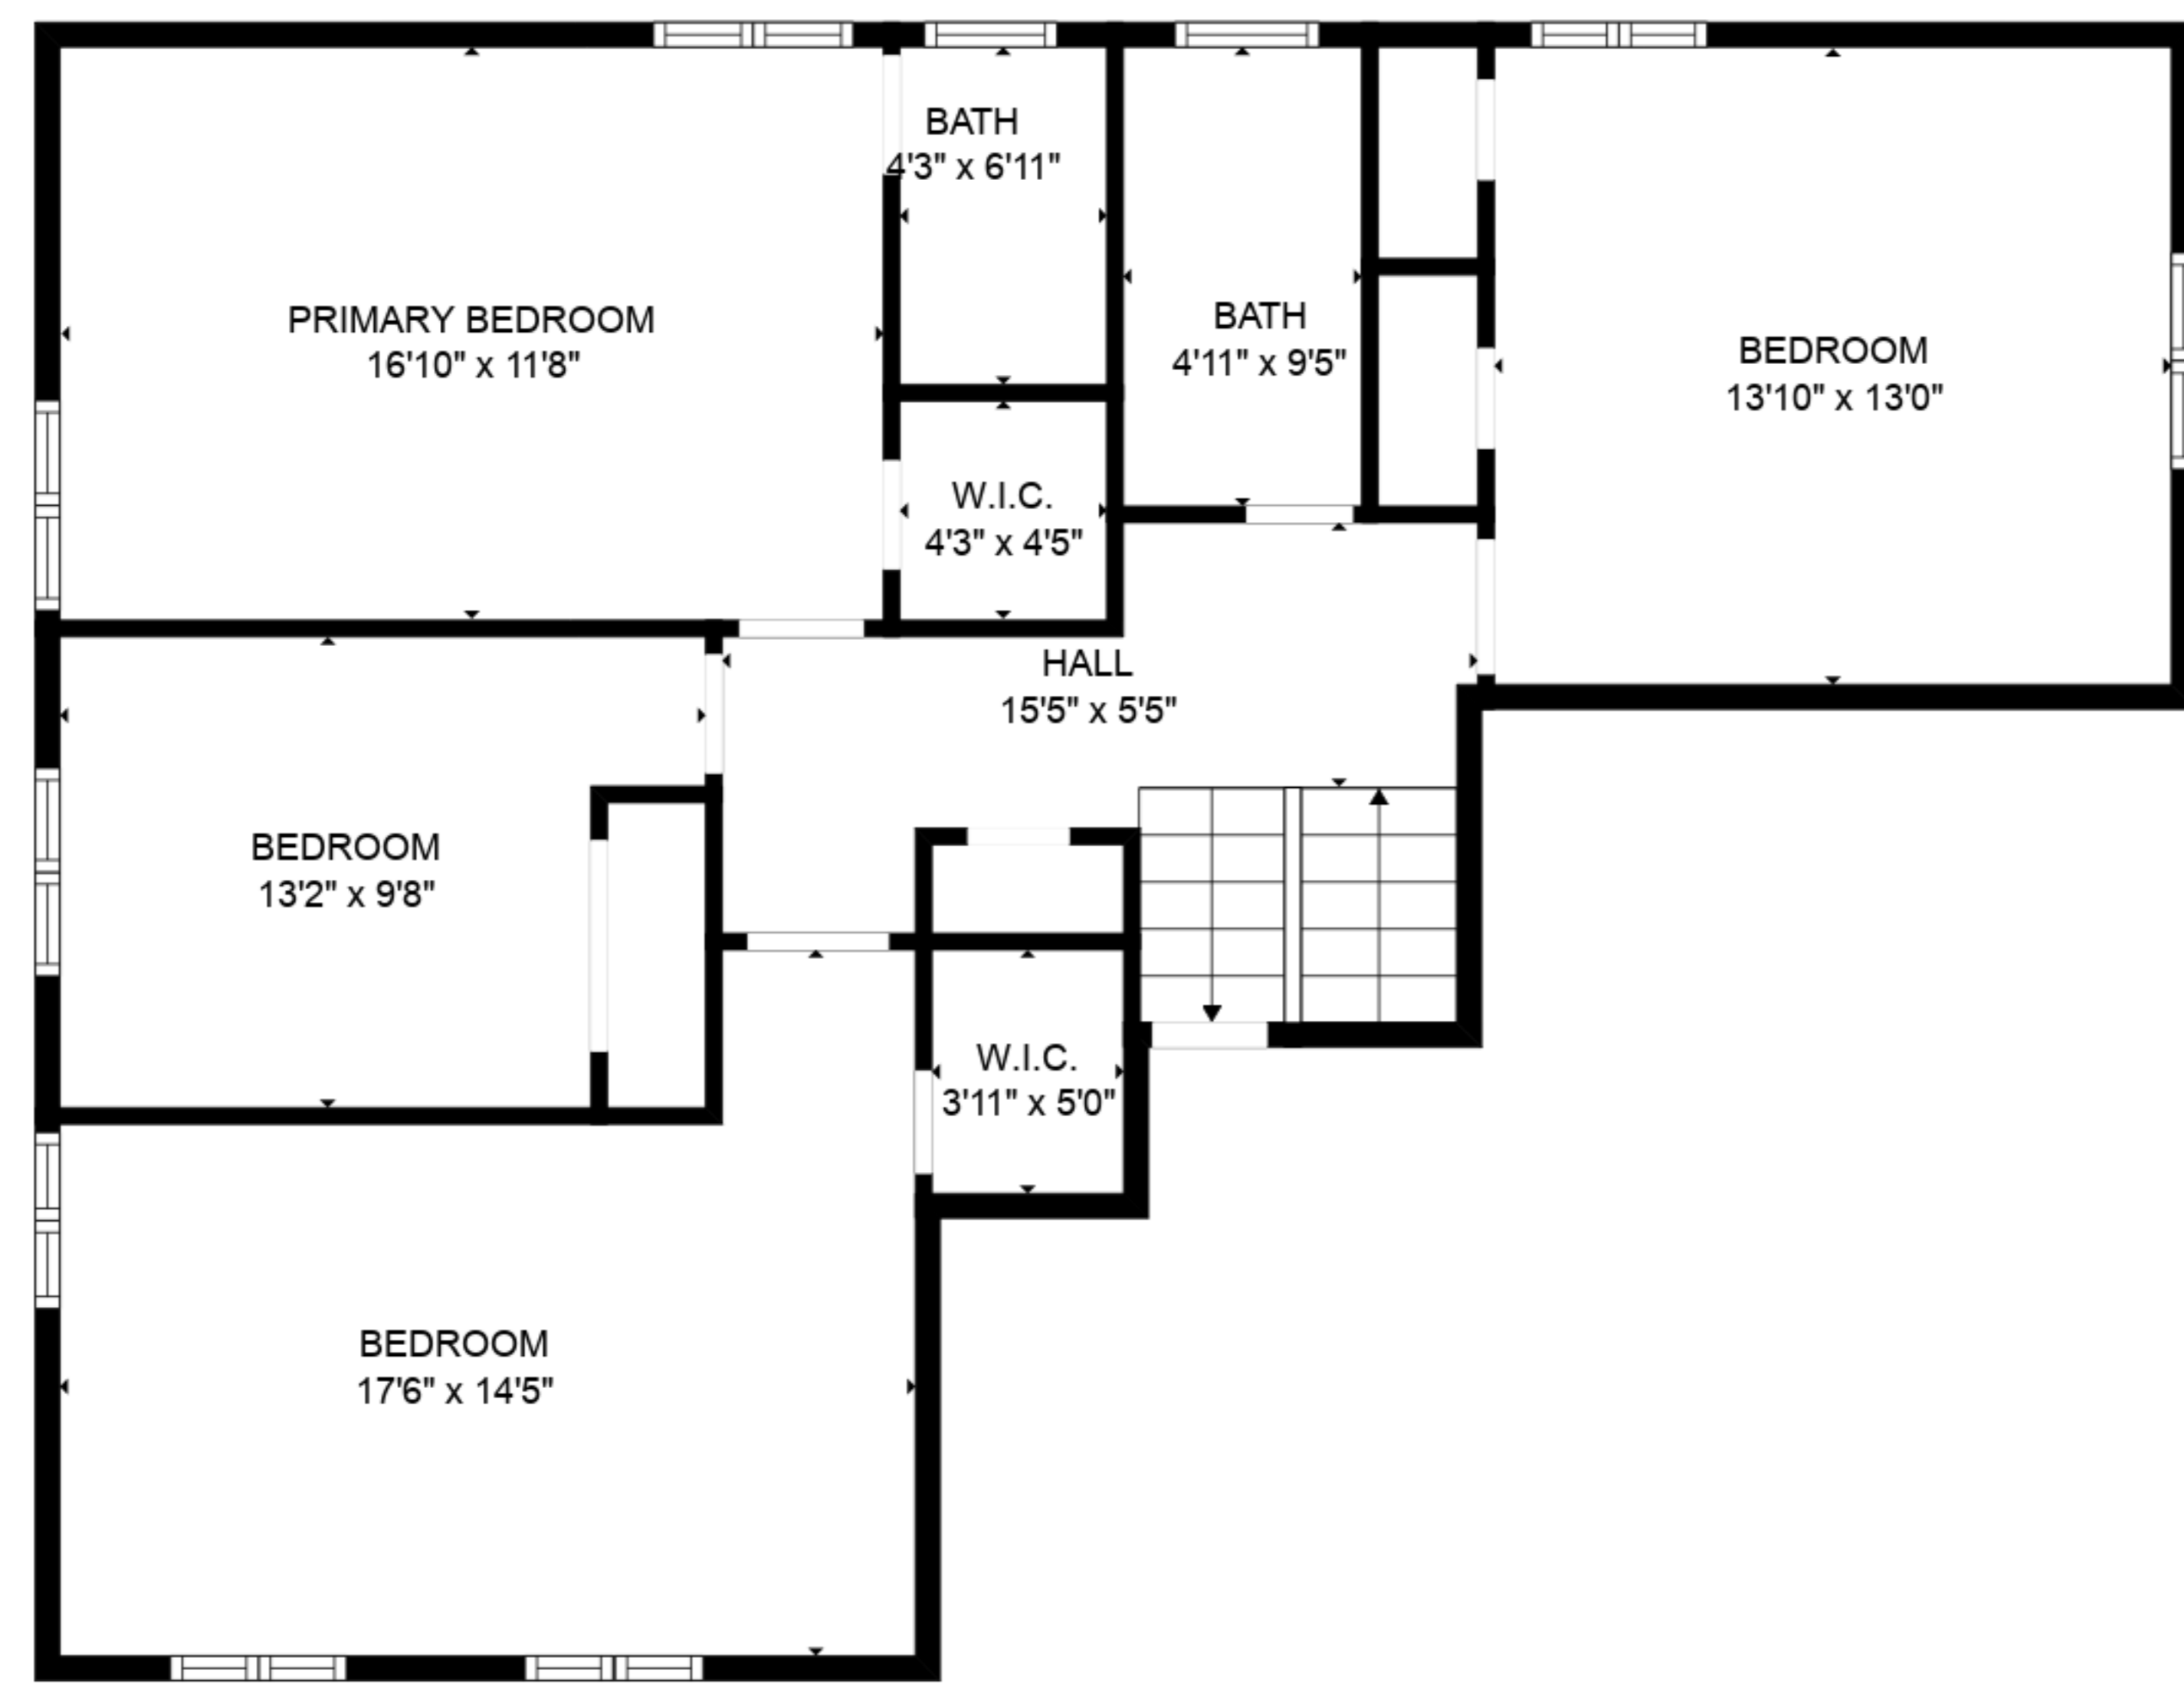 BATH
4'3" x 6'11"
PRIMARY BEDROOM
16'10" x 11'8"
BATH
4'11" x 9'5"
BEDROOM
13'10" x 13'0"
W.I.C.
4'3" x 4'5"
HALL
15'5" x 5'5"
BEDROOM
13'2" x 9'8"
W.I.C.
3'11" x 5'0"
BEDROOM
17'6" x 14'5"